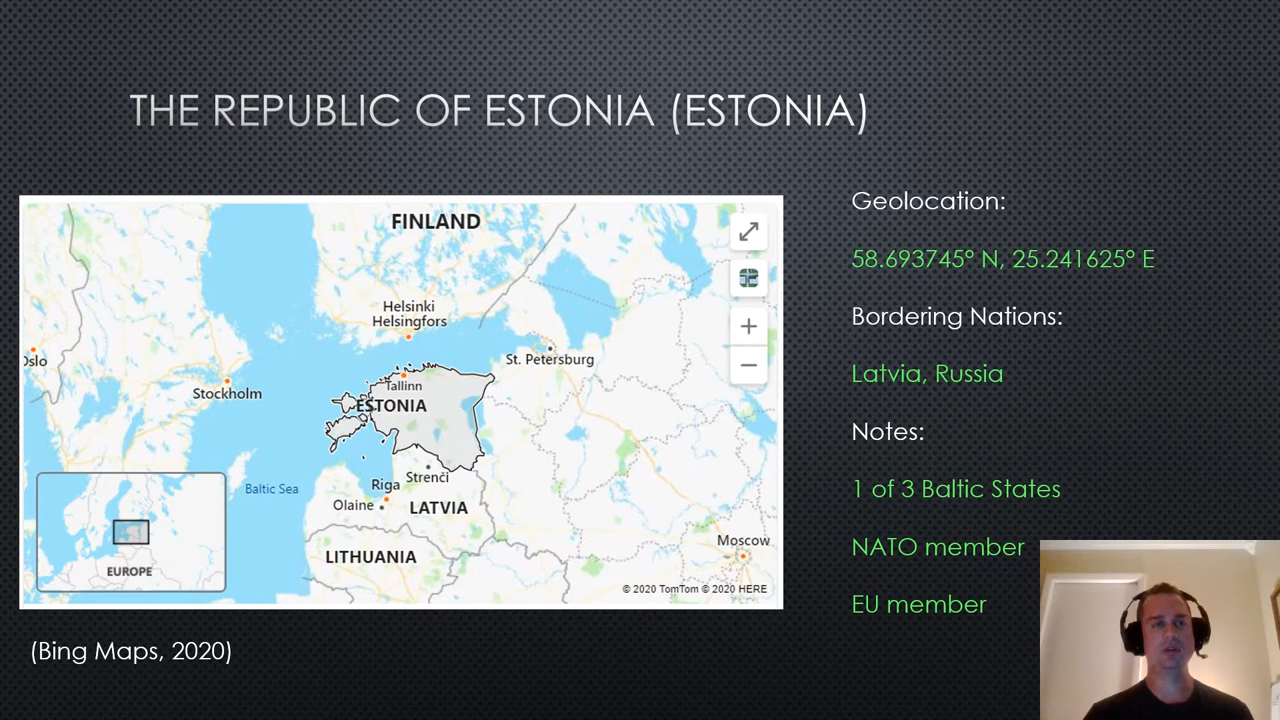 THE REPUBLIC OF ESTONIA (ESTONIA)
FINLAND
Helsinki
Helsingfors
Oslo
Stockholm
St. Petersburg
Tallinn
ESTONIA
Baltic Sea
Riga
Strenči
Olaine
LATVIA
LITHUANIA
Moscow
EUROPE
© 2020 TomTom © 2020 HERE
(Bing Maps, 2020)
Geolocation:
58.693745° N, 25.241625° E
Bordering Nations:
Latvia, Russia
Notes:
1 of 3 Baltic States
NATO member
EU member